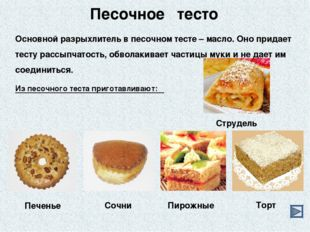 Песочное тесто
Основной разрыхлитель в песочном тесте – масло. Оно придает
тесту рассыпчатость, обволакивает частицы муки и не дает им
соединиться.
Из песочного теста приготавливают:
Струдель
Печенье Сочни Пирожные Торт